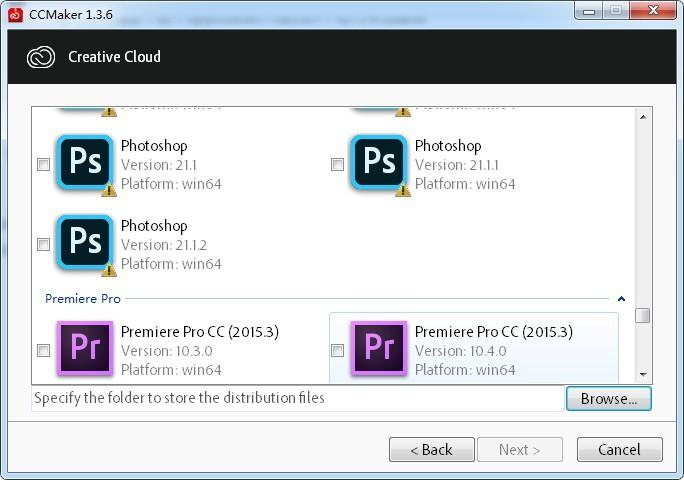 CCMaker 1.3.6
Creative Cloud
Ps
Photoshop
Version: 21.1
Platform: win64
Ps
Photoshop
Version: 21.1.1
Platform: win64
Ps
Photoshop
Version: 21.1.2
Platform: win64
Premiere Pro
Pr
Premiere Pro CC (2015.3)
Version: 10.3.0
Platform: win64
Pr
Premiere Pro CC (2015.3)
Version: 10.4.0
Platform: win64
Specify the folder to store the distribution files
Browse...
< Back
Next >
Cancel